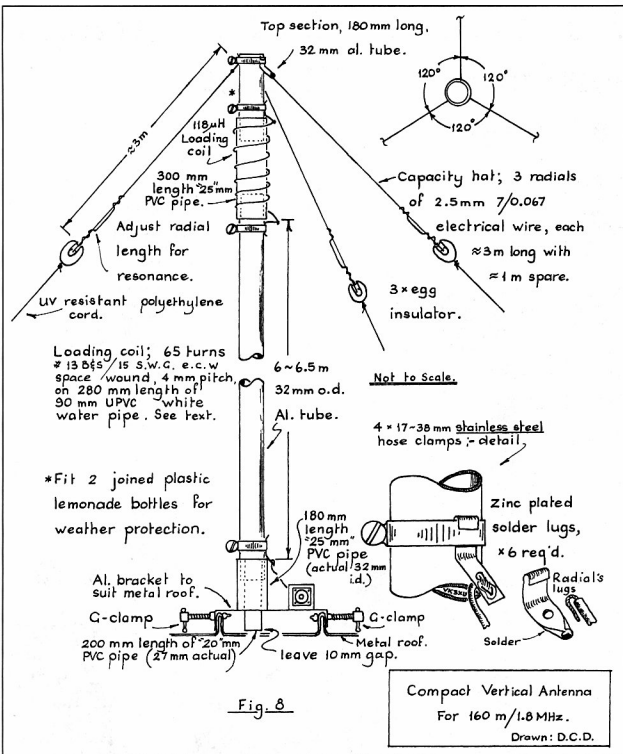 Top section, 180 mm long,
32 mm al. tube.
120°
120°
120°
≈3m
*
118μH
Loading
coil
300 mm
length "25"mm
PVC pipe.
Capacity hat; 3 radials
of 2.5mm 7/0.067
electrical wire, each
≈3m long with
≈1m spare.
Adjust radial
length for
resonance.
UV resistant polyethylene
cord.
3 × egg
insulator.
Loading coil; 65 turns
# 13 B&S/15 S.W.G. e.c.w
space wound, 4 mm pitch,
on 280 mm length of
90 mm UPVC white
water pipe. See text.
6~6.5m
32mm o.d.
Al. tube.
Not to Scale.
4 × 17~38 mm stainless steel
hose clamps;- detail
*Fit 2 joined plastic
lemonade bottles for
weather protection.
180mm
length
"25"mm
PVC pipe
(actual 32mm
i.d.)
Zinc plated
solder lugs,
×6 req'd.
Radial's
lugs
Solder
Al. bracket to
suit metal roof.
G-clamp
G-clamp
200 mm length of "20"mm
PVC pipe (27mm actual)
leave 10mm gap.
Metal roof.
Fig. 8
Compact Vertical Antenna
For 160 m/1.8 MHz.
Drawn: D.C.D.